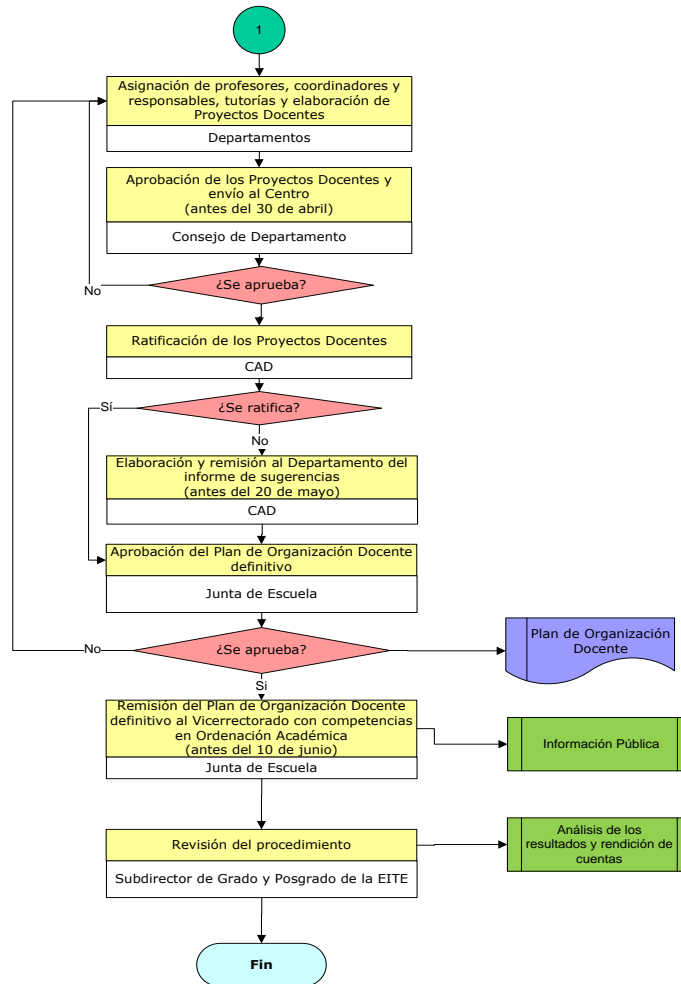 1
Asignación de profesores, coordinadores y
responsables, tutorías y elaboración de
Proyectos Docentes
Departamentos
Aprobación de los Proyectos Docentes y
envío al Centro
(antes del 30 de abril)
Consejo de Departamento
¿Se aprueba?
No
Ratificación de los Proyectos Docentes
CAD
¿Se ratifica?
Sí
No
Elaboración y remisión al Departamento del
informe de sugerencias
(antes del 20 de mayo)
CAD
Aprobación del Plan de Organización Docente
definitivo
Junta de Escuela
¿Se aprueba?
No
Plan de Organización
Docente
Si
Remisión del Plan de Organización Docente
definitivo al Vicerrectorado con competencias
en Ordenación Académica
(antes del 10 de junio)
Junta de Escuela
Información Pública
Revisión del procedimiento
Subdirector de Grado y Posgrado de la EITE
Análisis de los
resultados y rendición de
cuentas
Fin